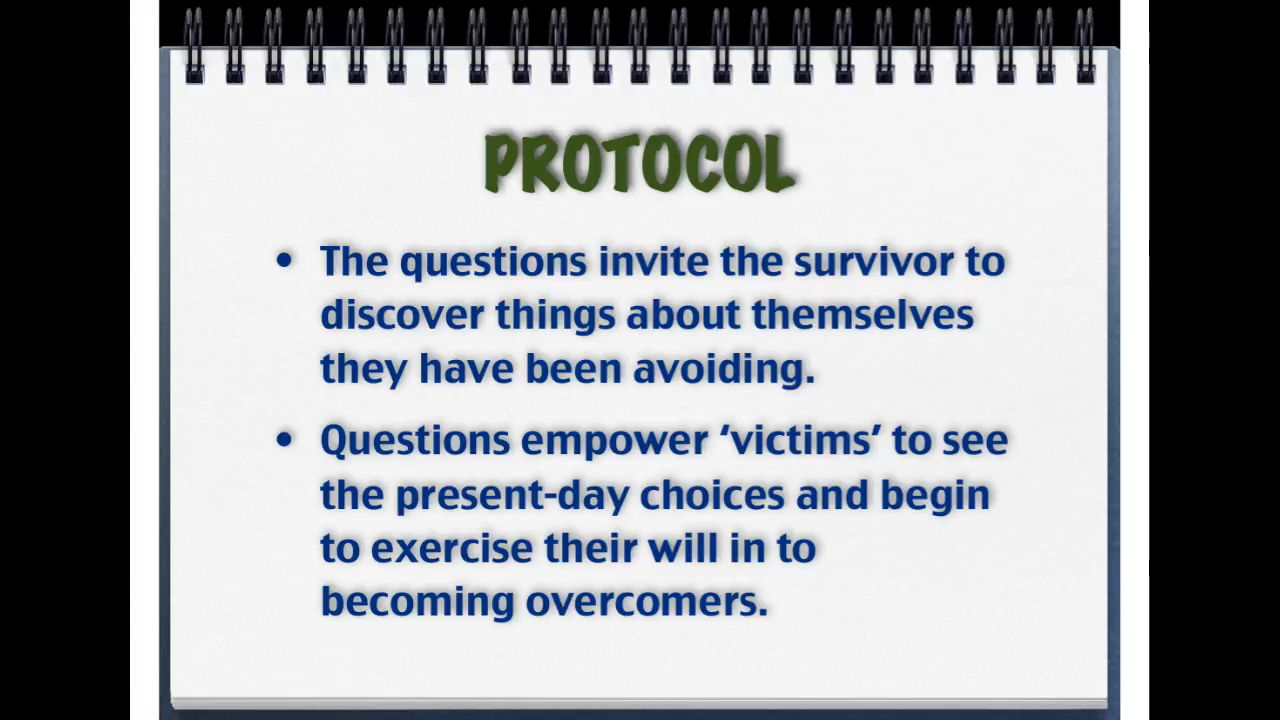 PROTOCOL
• The questions invite the survivor to
discover things about themselves
they have been avoiding.
• Questions empower ‘victims’ to see
the present-day choices and begin
to exercise their will in to
becoming overcomers.